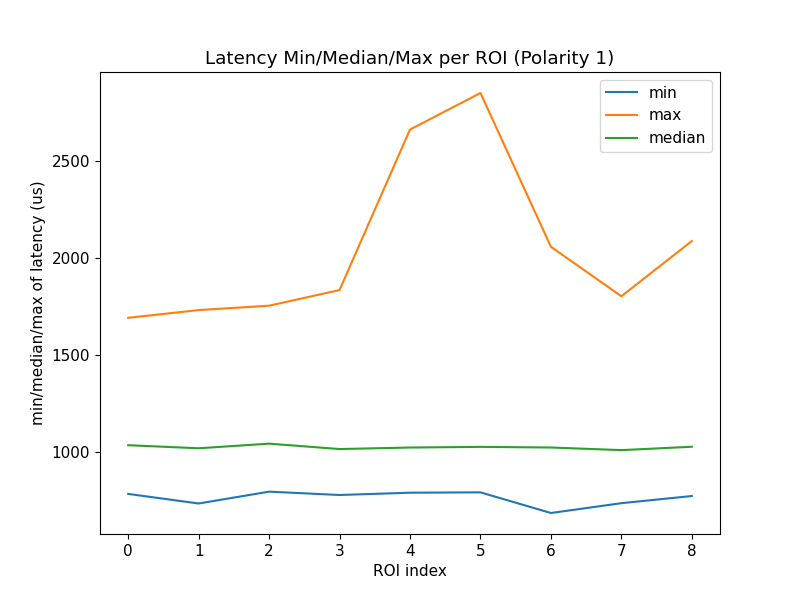 Latency Min/Median/Max per ROI (Polarity 1)
min
max
median
min/median/max of latency (us)
2500
2000
1500
1000
0 1 2 3 4 5 6 7 8
ROI index